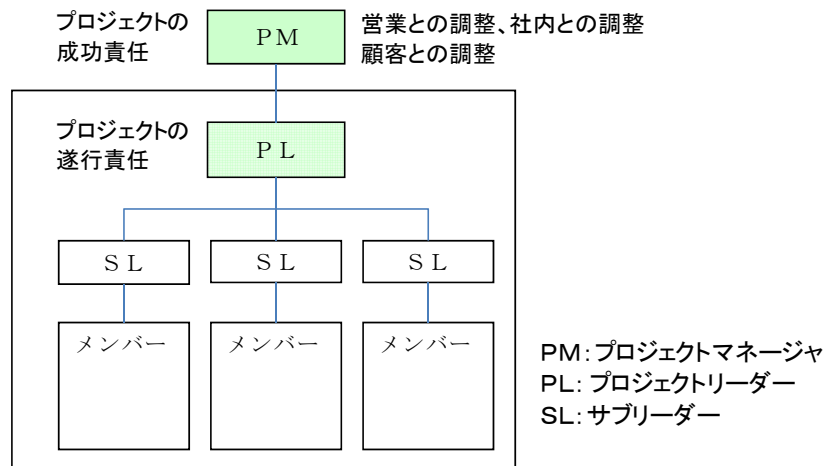 プロジェクトの
成功責任
PM
営業との調整、社内との調整
顧客との調整
プロジェクトの
遂行責任
PL
SL
SL
SL
メンバー
メンバー
メンバー
PM:プロジェクトマネージャ
PL:プロジェクトリーダー
SL:サブリーダー